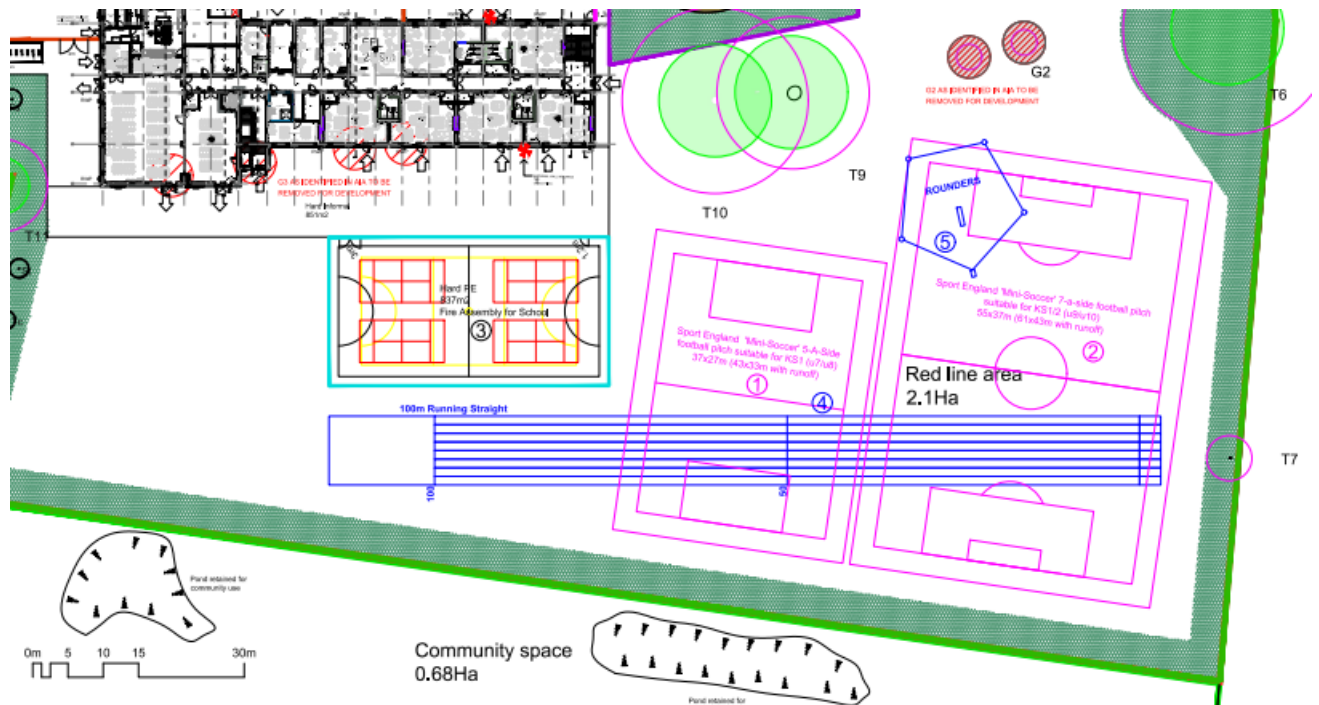 G2
G2 AS IDENTIFIED IN AIA TO BE
REMOVED FOR DEVELOPMENT
T6
T9
T10
G3 AS IDENTIFIED IN AIA TO BE
REMOVED FOR DEVELOPMENT
Hard Informal
851m2
T11
ROUNDERS
5
Hard PE
837m2
Fire Assembly for School
3
Sport England 'Mini-Soccer' 7-a-side football pitch
suitable for KS1/2 (u9/u10)
55x37m (61x43m with runoff)
2
Sport England 'Mini-Soccer' 5-A-Side
football pitch suitable for KS1 (u7/u8)
37x27m (43x33m with runoff)
1
4
Red line area
2.1Ha
100m Running Straight
100
50
T7
Pond retained for
community use
0m 5 10 15 30m
Community space
0.68Ha
Pond retained for